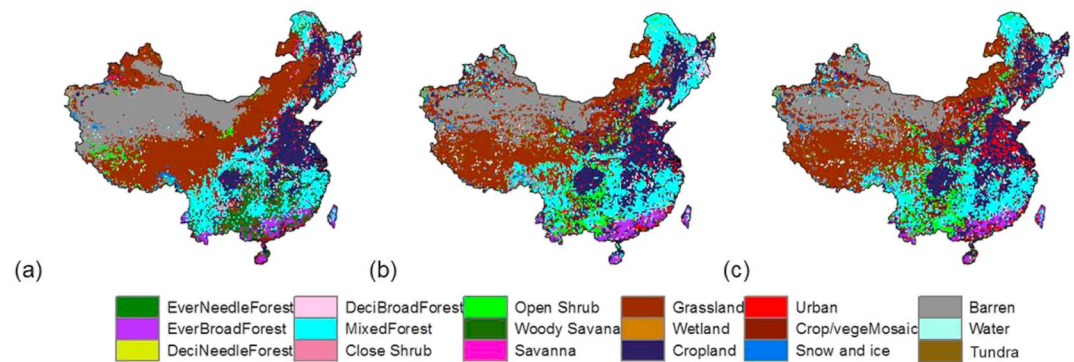 (a) (b) (c)
EverNeedleForest DeciBroadForest Open Shrub Grassland Urban Barren
EverBroadForest MixedForest Woody Savana Wetland Crop/vegeMosaic Water
DeciNeedleForest Close Shrub Savanna Cropland Snow and ice Tundra